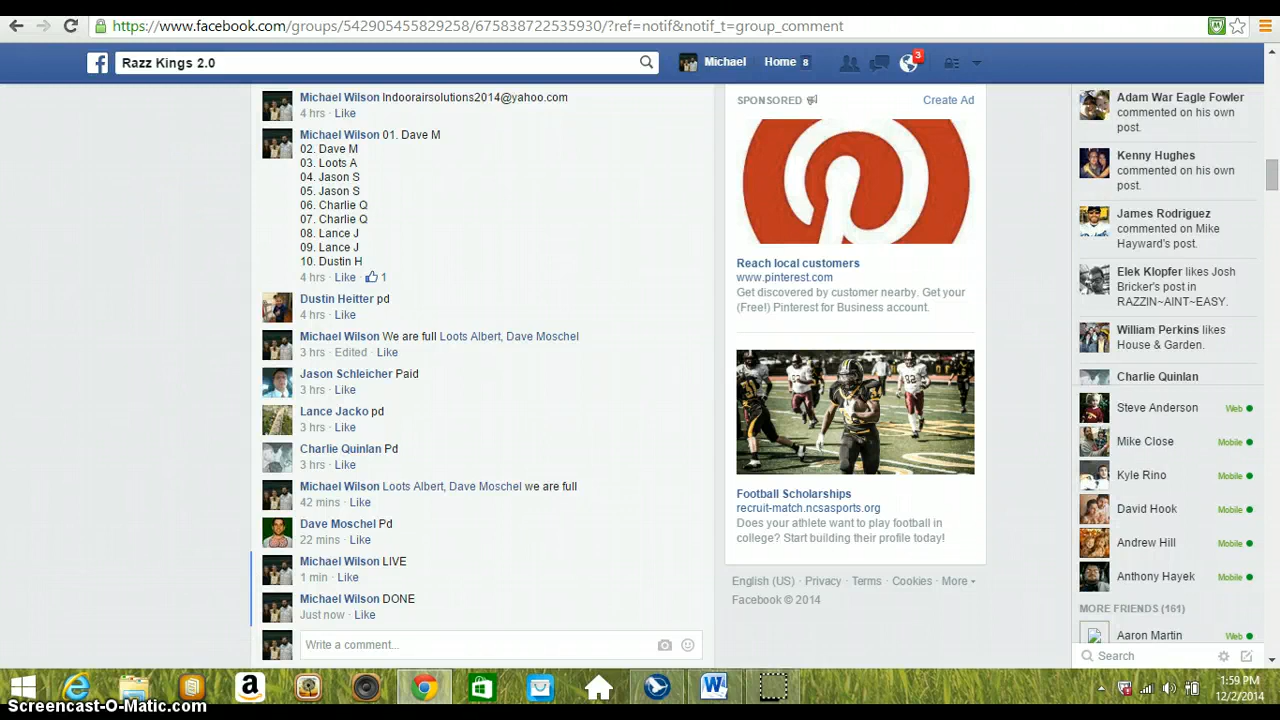 https://www.facebook.com/groups/542905455829258/675838722535930/?ref=notif&notif_t=group_comment
Razz Kings 2.0
Michael
Home 8
3
Michael Wilson Indoorairsolutions2014@yahoo.com
4 hrs · Like
Michael Wilson 01. Dave M
02. Dave M
03. Loots A
04. Jason S
05. Jason S
06. Charlie Q
07. Charlie Q
08. Lance J
09. Lance J
10. Dustin H
4 hrs · Like · 1
Dustin Heitter pd
4 hrs · Like
Michael Wilson We are full Loots Albert, Dave Moschel
3 hrs · Edited · Like
Jason Schleicher Paid
3 hrs · Like
Lance Jacko pd
3 hrs · Like
Charlie Quinlan Pd
3 hrs · Like
Michael Wilson Loots Albert, Dave Moschel we are full
42 mins · Like
Dave Moschel Pd
22 mins · Like
Michael Wilson LIVE
1 min · Like
Michael Wilson DONE
Just now · Like
Write a comment...
SPONSORED
Create Ad
Reach local customers
www.pinterest.com
Get discovered by customer nearby. Get your
(Free!) Pinterest for Business account.
Football Scholarships
recruit-match.ncsasports.org
Does your athlete want to play football in
college? Start building their profile today!
English (US) · Privacy · Terms · Cookies · More
Facebook © 2014
Adam War Eagle Fowler
commented on his own
post.
Kenny Hughes
commented on his own
post.
James Rodriguez
commented on Mike
Hayward's post.
Elek Klopfer likes Josh
Bricker's post in
RAZZIN~AINT~EASY.
William Perkins likes
House & Garden.
Charlie Quinlan
Steve Anderson Web
Mike Close Mobile
Kyle Rino Mobile
David Hook Mobile
Andrew Hill Mobile
Anthony Hayek Mobile
MORE FRIENDS (161)
Aaron Martin Web
Search
1:59 PM
12/2/2014
Screencast-O-Matic.com